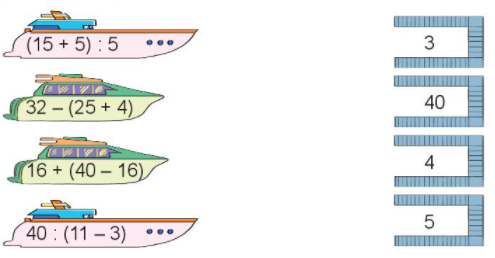 (15 + 5) : 5
3
32 – (25 + 4)
40
16 + (40 – 16)
4
40 : (11 – 3)
5